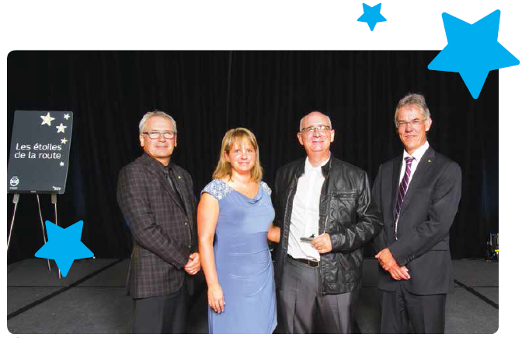 Les étoiles
de la route